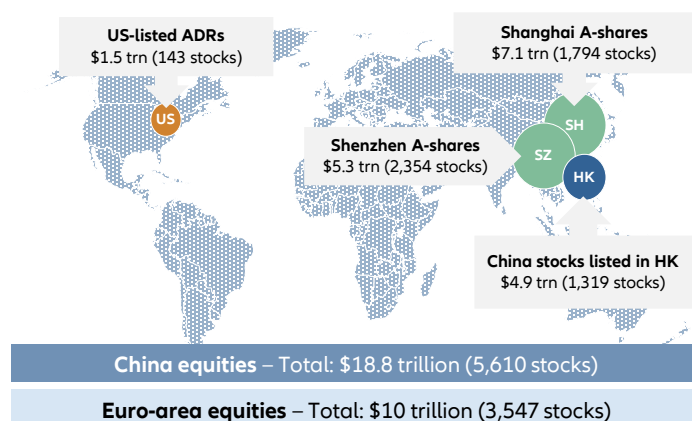 US-listed ADRs
$1.5 trn (143 stocks)
Shanghai A-shares
$7.1 trn (1,794 stocks)
US
SH
Shenzhen A-shares
$5.3 trn (2,354 stocks)
SZ
HK
China stocks listed in HK
$4.9 trn (1,319 stocks)
China equities – Total: $18.8 trillion (5,610 stocks)
Euro-area equities – Total: $10 trillion (3,547 stocks)